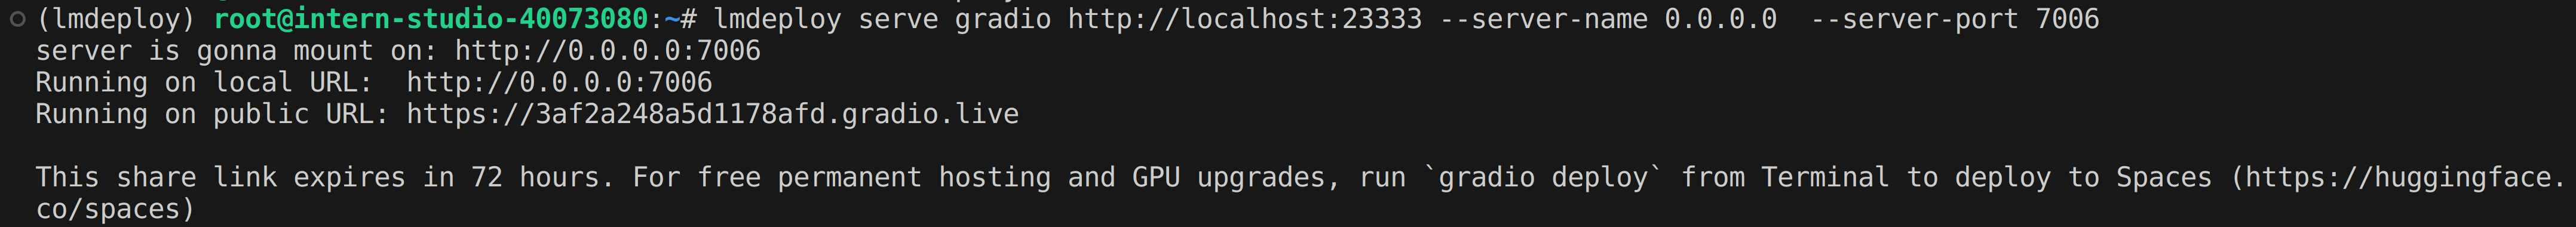 (lmdeploy) root@intern-studio-40073080:~# lmdeploy serve gradio http://localhost:23333 --server-name 0.0.0.0  --server-port 7006
server is gonna mount on: http://0.0.0.0:7006
Running on local URL:  http://0.0.0.0:7006
Running on public URL: https://3af2a248a5d1178afd.gradio.live
This share link expires in 72 hours. For free permanent hosting and GPU upgrades, run `gradio deploy` from Terminal to deploy to Spaces (https://huggingface.
co/spaces)